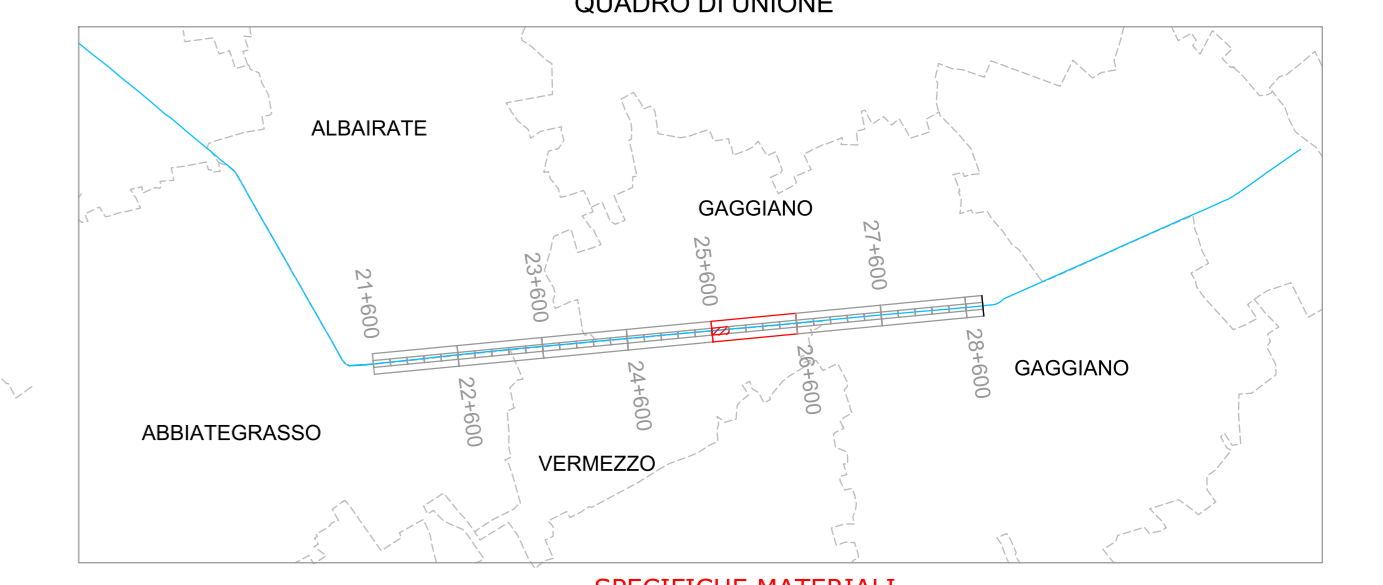 QUADRO DI UNIONE
ALBAIRATE
GAGGIANO
27+600
25+600
23+600
21+600
28+600
26+600
GAGGIANO
24+600
22+600
ABBIATEGRASSO
VERMEZZO
SPECIFICHE MATERIALI